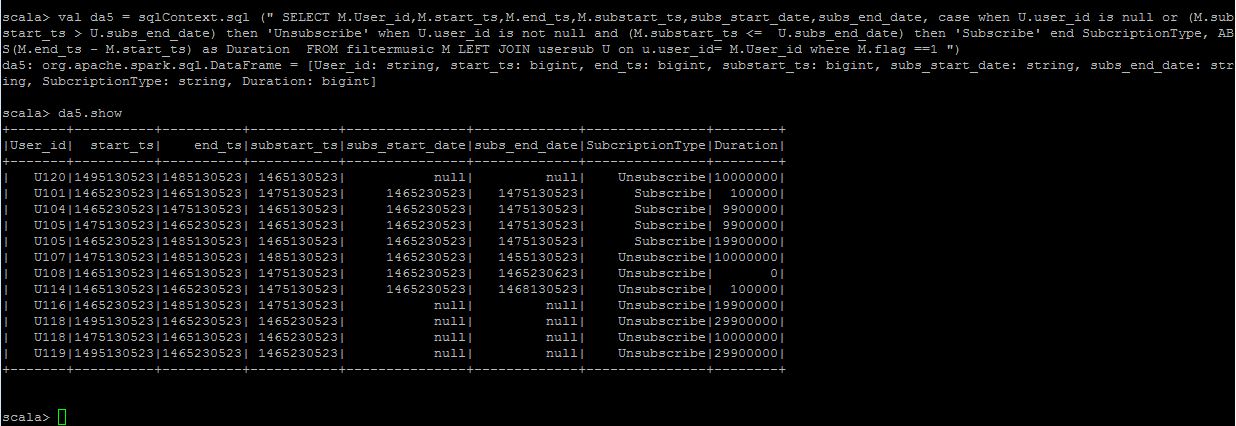 scala> val da5 = sqlContext.sql (" SELECT M.User_id,M.start_ts,M.end_ts,M.substart_ts,subs_start_date,subs_end_date, case when U.user_id is null or (M.sub
start_ts > U.subs_end_date) then 'Unsubscribe' when U.user_id is not null and (M.substart_ts <=  U.subs_end_date) then 'Subscribe' end SubcriptionType, AB
S(M.end_ts - M.start_ts) as Duration  FROM filtermusic M LEFT JOIN usersub U on u.user_id= M.User_id where M.flag ==1 ")
da5: org.apache.spark.sql.DataFrame = [User_id: string, start_ts: bigint, end_ts: bigint, substart_ts: bigint, subs_start_date: string, subs_end_date: str
ing, SubcriptionType: string, Duration: bigint]
scala> da5.show
+-------+----------+----------+-----------+---------------+-------------+---------------+--------+
|User_id|  start_ts|    end_ts|substart_ts|subs_start_date|subs_end_date|SubcriptionType|Duration|
+-------+----------+----------+-----------+---------------+-------------+---------------+--------+
|   U120|1495130523|1485130523| 1465130523|           null|         null|    Unsubscribe|10000000|
|   U101|1465230523|1465130523| 1475130523|     1465230523|   1475130523|      Subscribe|  100000|
|   U104|1465230523|1475130523| 1465130523|     1465230523|   1475130523|      Subscribe| 9900000|
|   U105|1475130523|1465230523| 1465130523|     1465230523|   1475130523|      Subscribe| 9900000|
|   U105|1465230523|1485130523| 1465130523|     1465230523|   1475130523|      Subscribe|19900000|
|   U107|1475130523|1485130523| 1485130523|     1465230523|   1455130523|    Unsubscribe|10000000|
|   U108|1465130523|1465130523| 1475130523|     1465230523|   1465230623|    Unsubscribe|       0|
|   U114|1465130523|1465230523| 1475130523|     1465230523|   1468130523|    Unsubscribe|  100000|
|   U116|1465230523|1485130523| 1475130523|           null|         null|    Unsubscribe|19900000|
|   U118|1495130523|1465230523| 1465230523|           null|         null|    Unsubscribe|29900000|
|   U118|1475130523|1465130523| 1465230523|           null|         null|    Unsubscribe|10000000|
|   U119|1495130523|1465230523| 1465230523|           null|         null|    Unsubscribe|29900000|
+-------+----------+----------+-----------+---------------+-------------+---------------+--------+
scala>